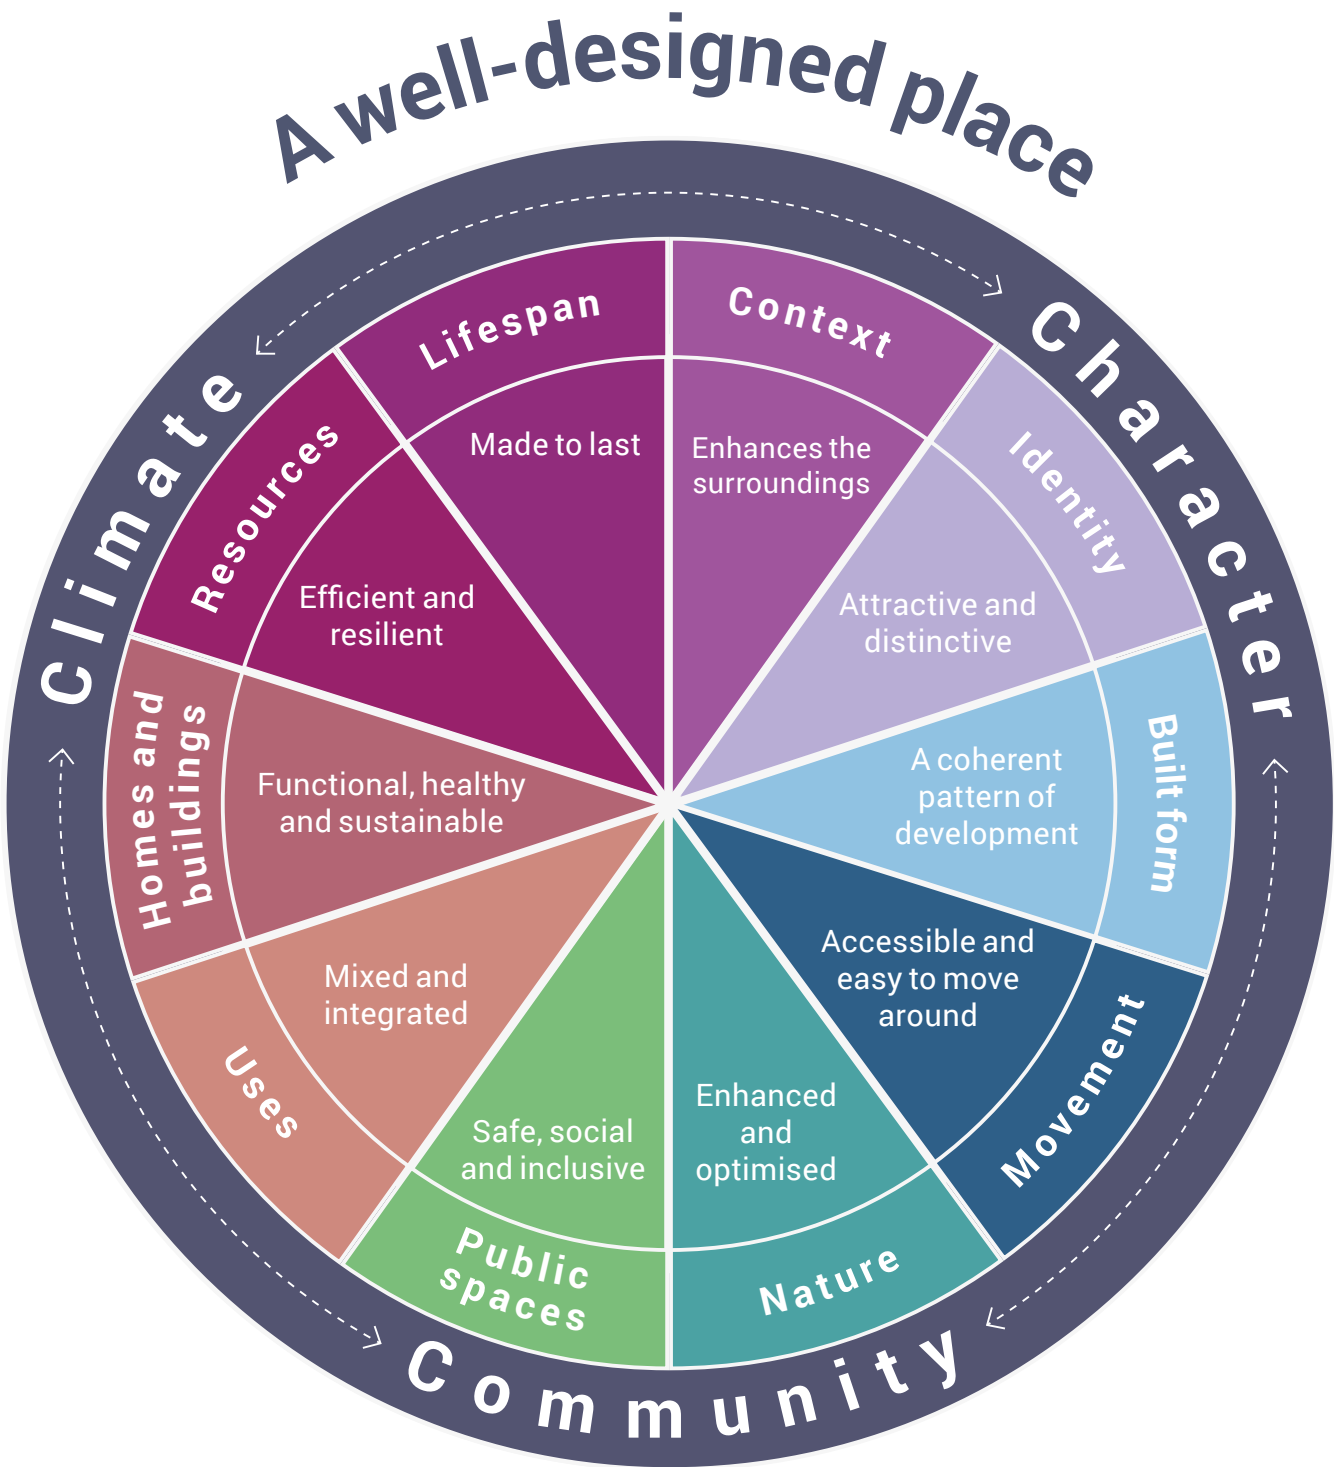 A well-designed place
Climate
Character
Community
Context
Enhances the
surroundings
Identity
Attractive and
distinctive
Built form
A coherent
pattern of
development
Movement
Accessible and
easy to move
around
Nature
Enhanced
and
optimised
Public
spaces
Safe, social
and inclusive
Uses
Mixed and
integrated
Homes and
buildings
Functional, healthy
and sustainable
Resources
Efficient and
resilient
Lifespan
Made to last